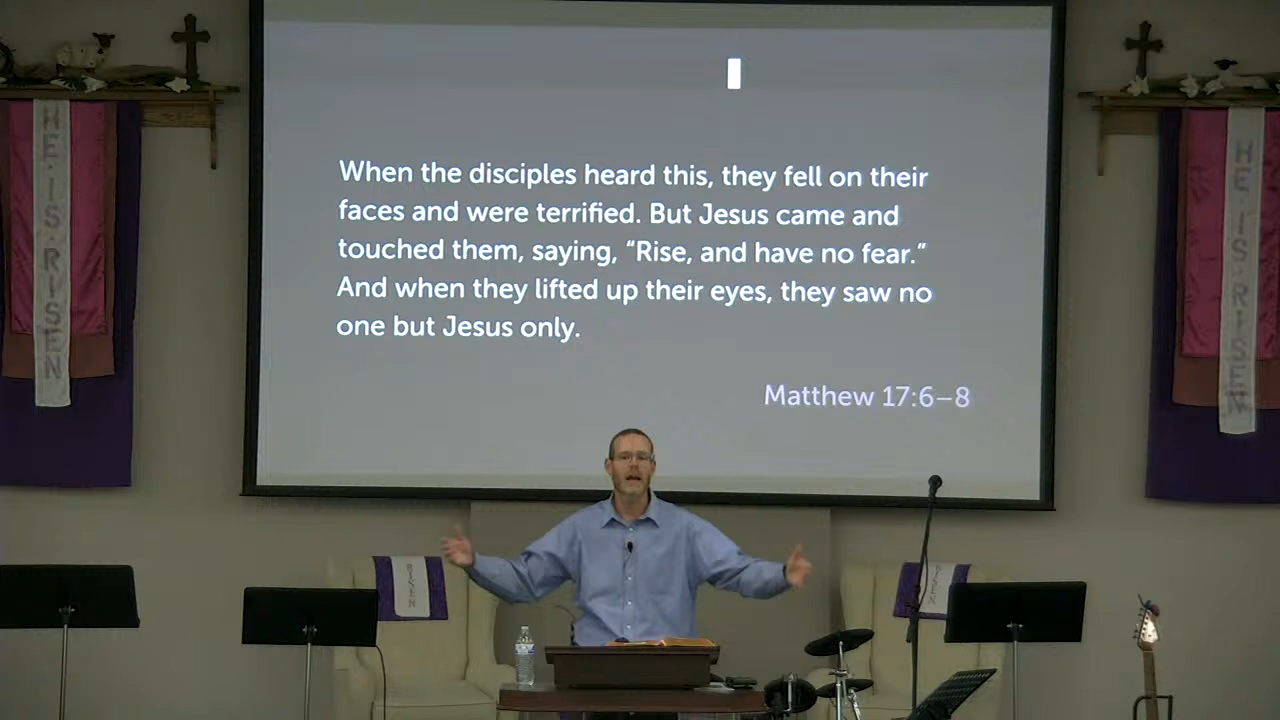 When the disciples heard this, they fell on their
faces and were terrified. But Jesus came and
touched them, saying, “Rise, and have no fear.”
And when they lifted up their eyes, they saw no
one but Jesus only.
Matthew 17:6–8
HE·IS·RISEN
HE·IS·RISEN
RISEN
RISEN